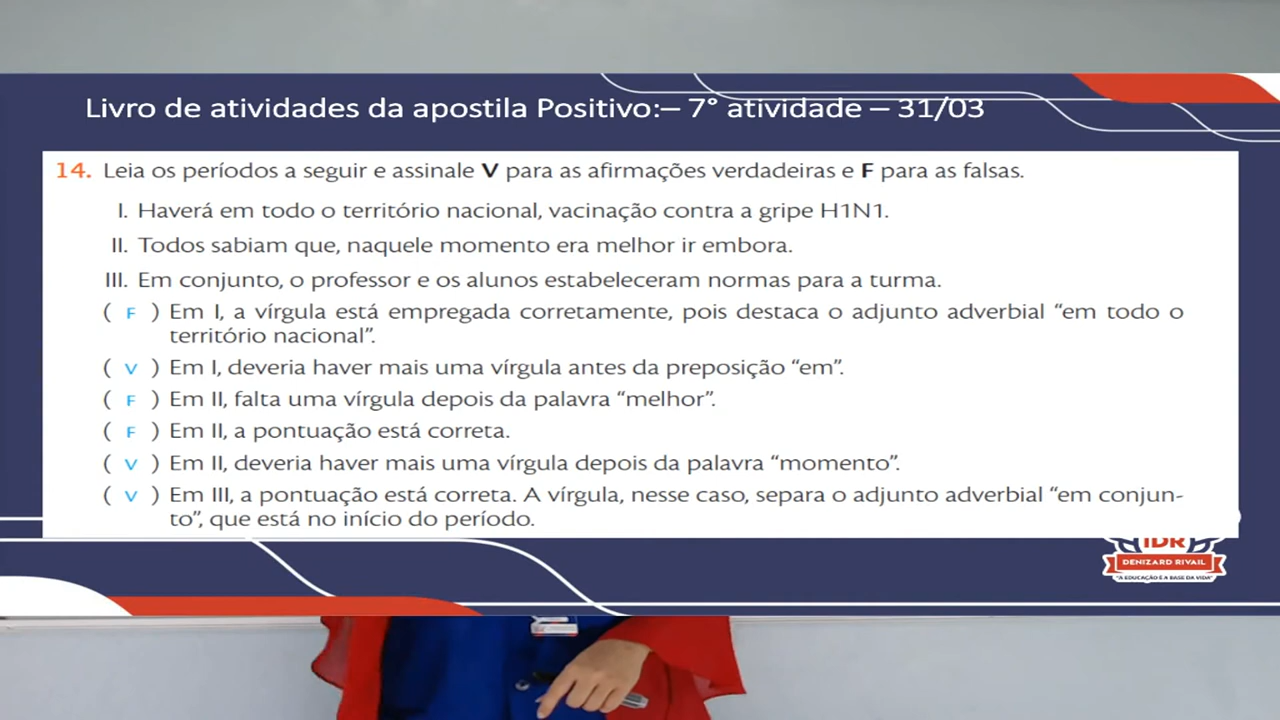 Livro de atividades da apostila Positivo:– 7° atividade – 31/03
14. Leia os períodos a seguir e assinale V para as afirmações verdadeiras e F para as falsas.
I. Haverá em todo o território nacional, vacinação contra a gripe H1N1.
II. Todos sabiam que, naquele momento era melhor ir embora.
III. Em conjunto, o professor e os alunos estabeleceram normas para a turma.
( F ) Em I, a vírgula está empregada corretamente, pois destaca o adjunto adverbial “em todo o
território nacional”.
( V ) Em I, deveria haver mais uma vírgula antes da preposição “em”.
( F ) Em II, falta uma vírgula depois da palavra “melhor”.
( F ) Em II, a pontuação está correta.
( V ) Em II, deveria haver mais uma vírgula depois da palavra “momento”.
( V ) Em III, a pontuação está correta. A vírgula, nesse caso, separa o adjunto adverbial “em conjun-
to”, que está no início do período.
IDR
DENIZARD RIVAIL
"A EDUCAÇÃO É A BASE DA VIDA"